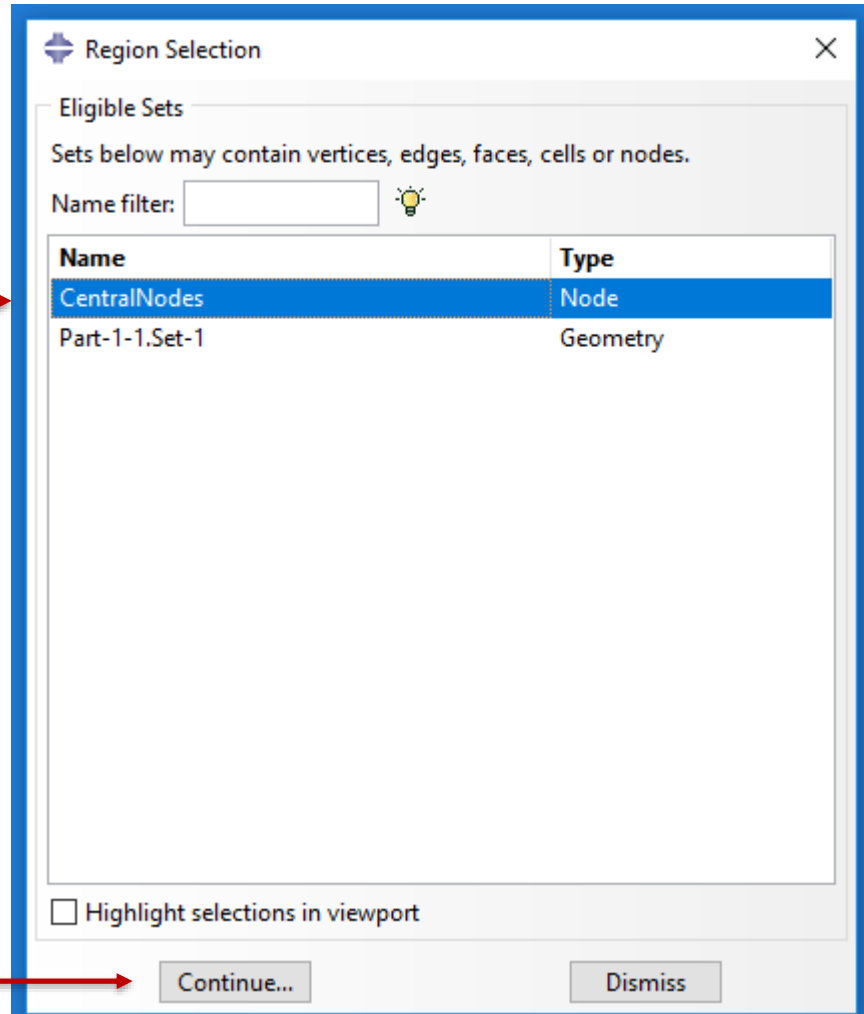 Region Selection
Eligible Sets
Sets below may contain vertices, edges, faces, cells or nodes.
Name filter:
Name Type
CentralNodes Node
Part-1-1.Set-1 Geometry
Highlight selections in viewport
Continue... Dismiss